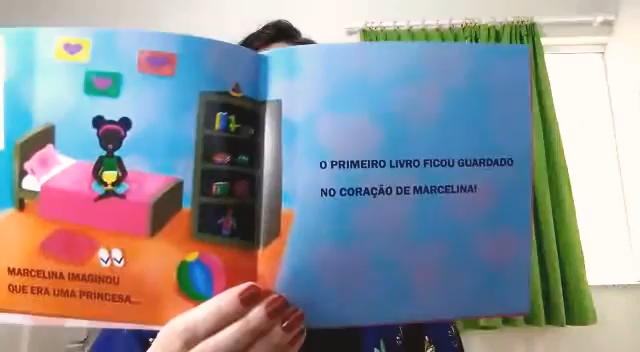 MARCELINA IMAGINOU
QUE ERA UMA PRINCESA...
O PRIMEIRO LIVRO FICOU GUARDADO
NO CORAÇÃO DE MARCELINA!